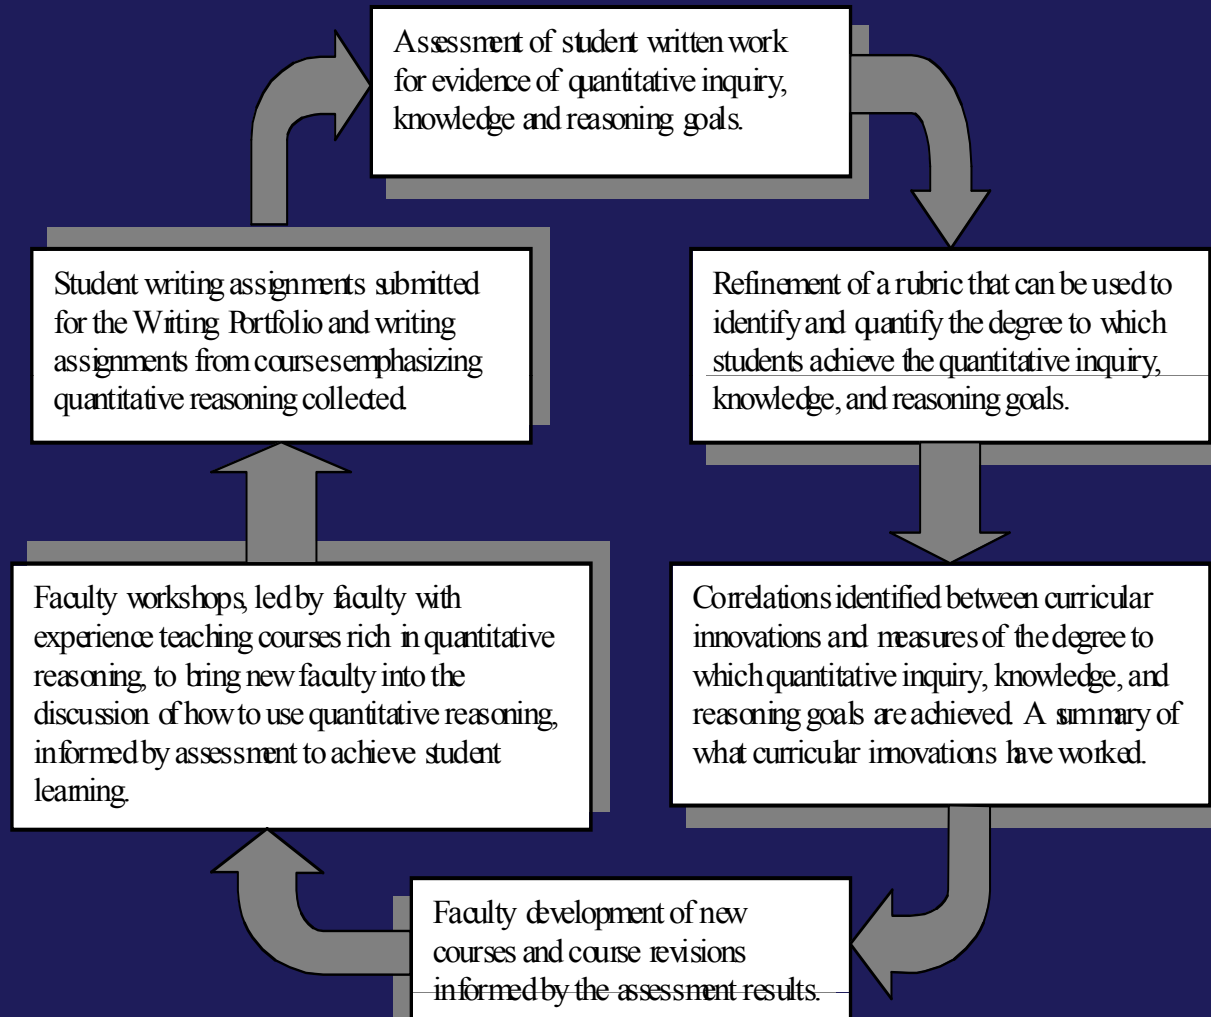 Assessment of student written work
for evidence of quantitative inquiry,
knowledge and reasoning goals.
Refinement of a rubric that can be used to
identify and quantify the degree to which
students achieve the quantitative inquiry,
knowledge, and reasoning goals.
Correlations identified between curricular
innovations and measures of the degree to
which quantitative inquiry, knowledge, and
reasoning goals are achieved. A summary of
what curricular innovations have worked.
Faculty development of new
courses and course revisions
informed by the assessment results.
Faculty workshops, led by faculty with
experience teaching courses rich in quantitative
reasoning, to bring new faculty into the
discussion of how to use quantitative reasoning,
informed by assessment to achieve student
learning.
Student writing assignments submitted
for the Writing Portfolio and writing
assignments from courses emphasizing
quantitative reasoning collected.